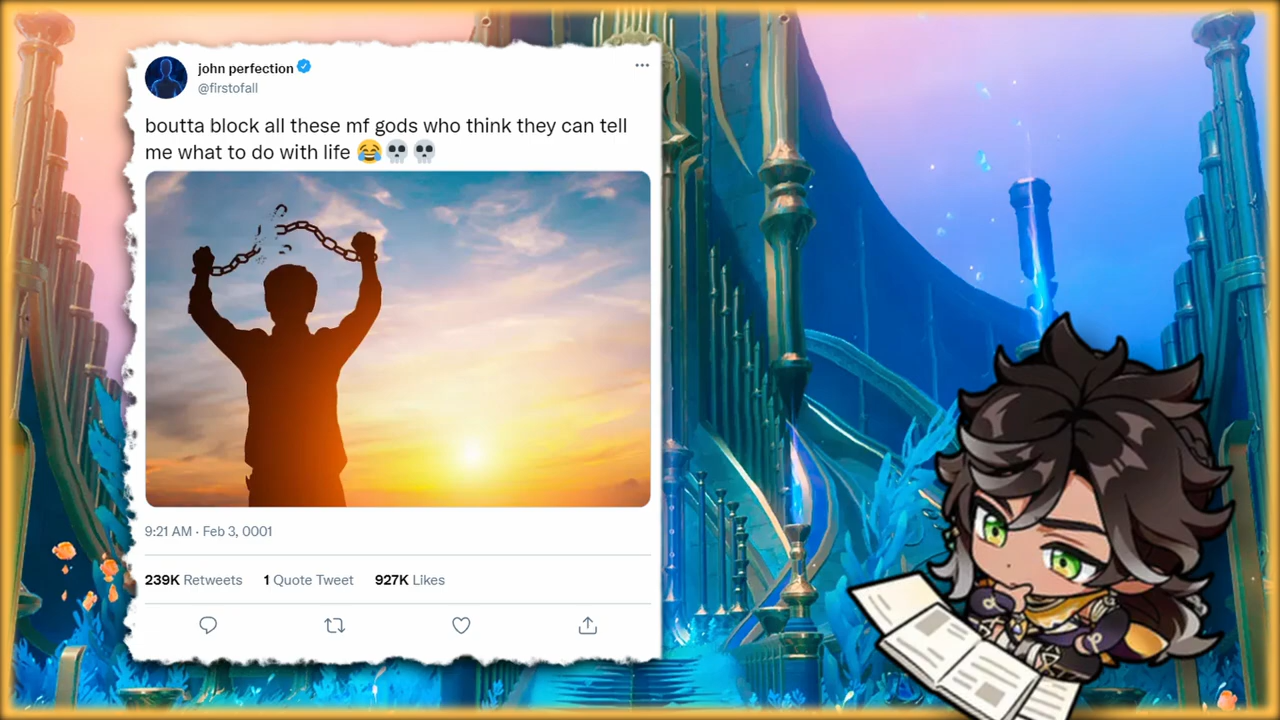 john perfection
@firstofall
boutta block all these mf gods who think they can tell
me what to do with life 😂💀💀
9:21 AM · Feb 3, 0001
239K Retweets 1 Quote Tweet 927K Likes